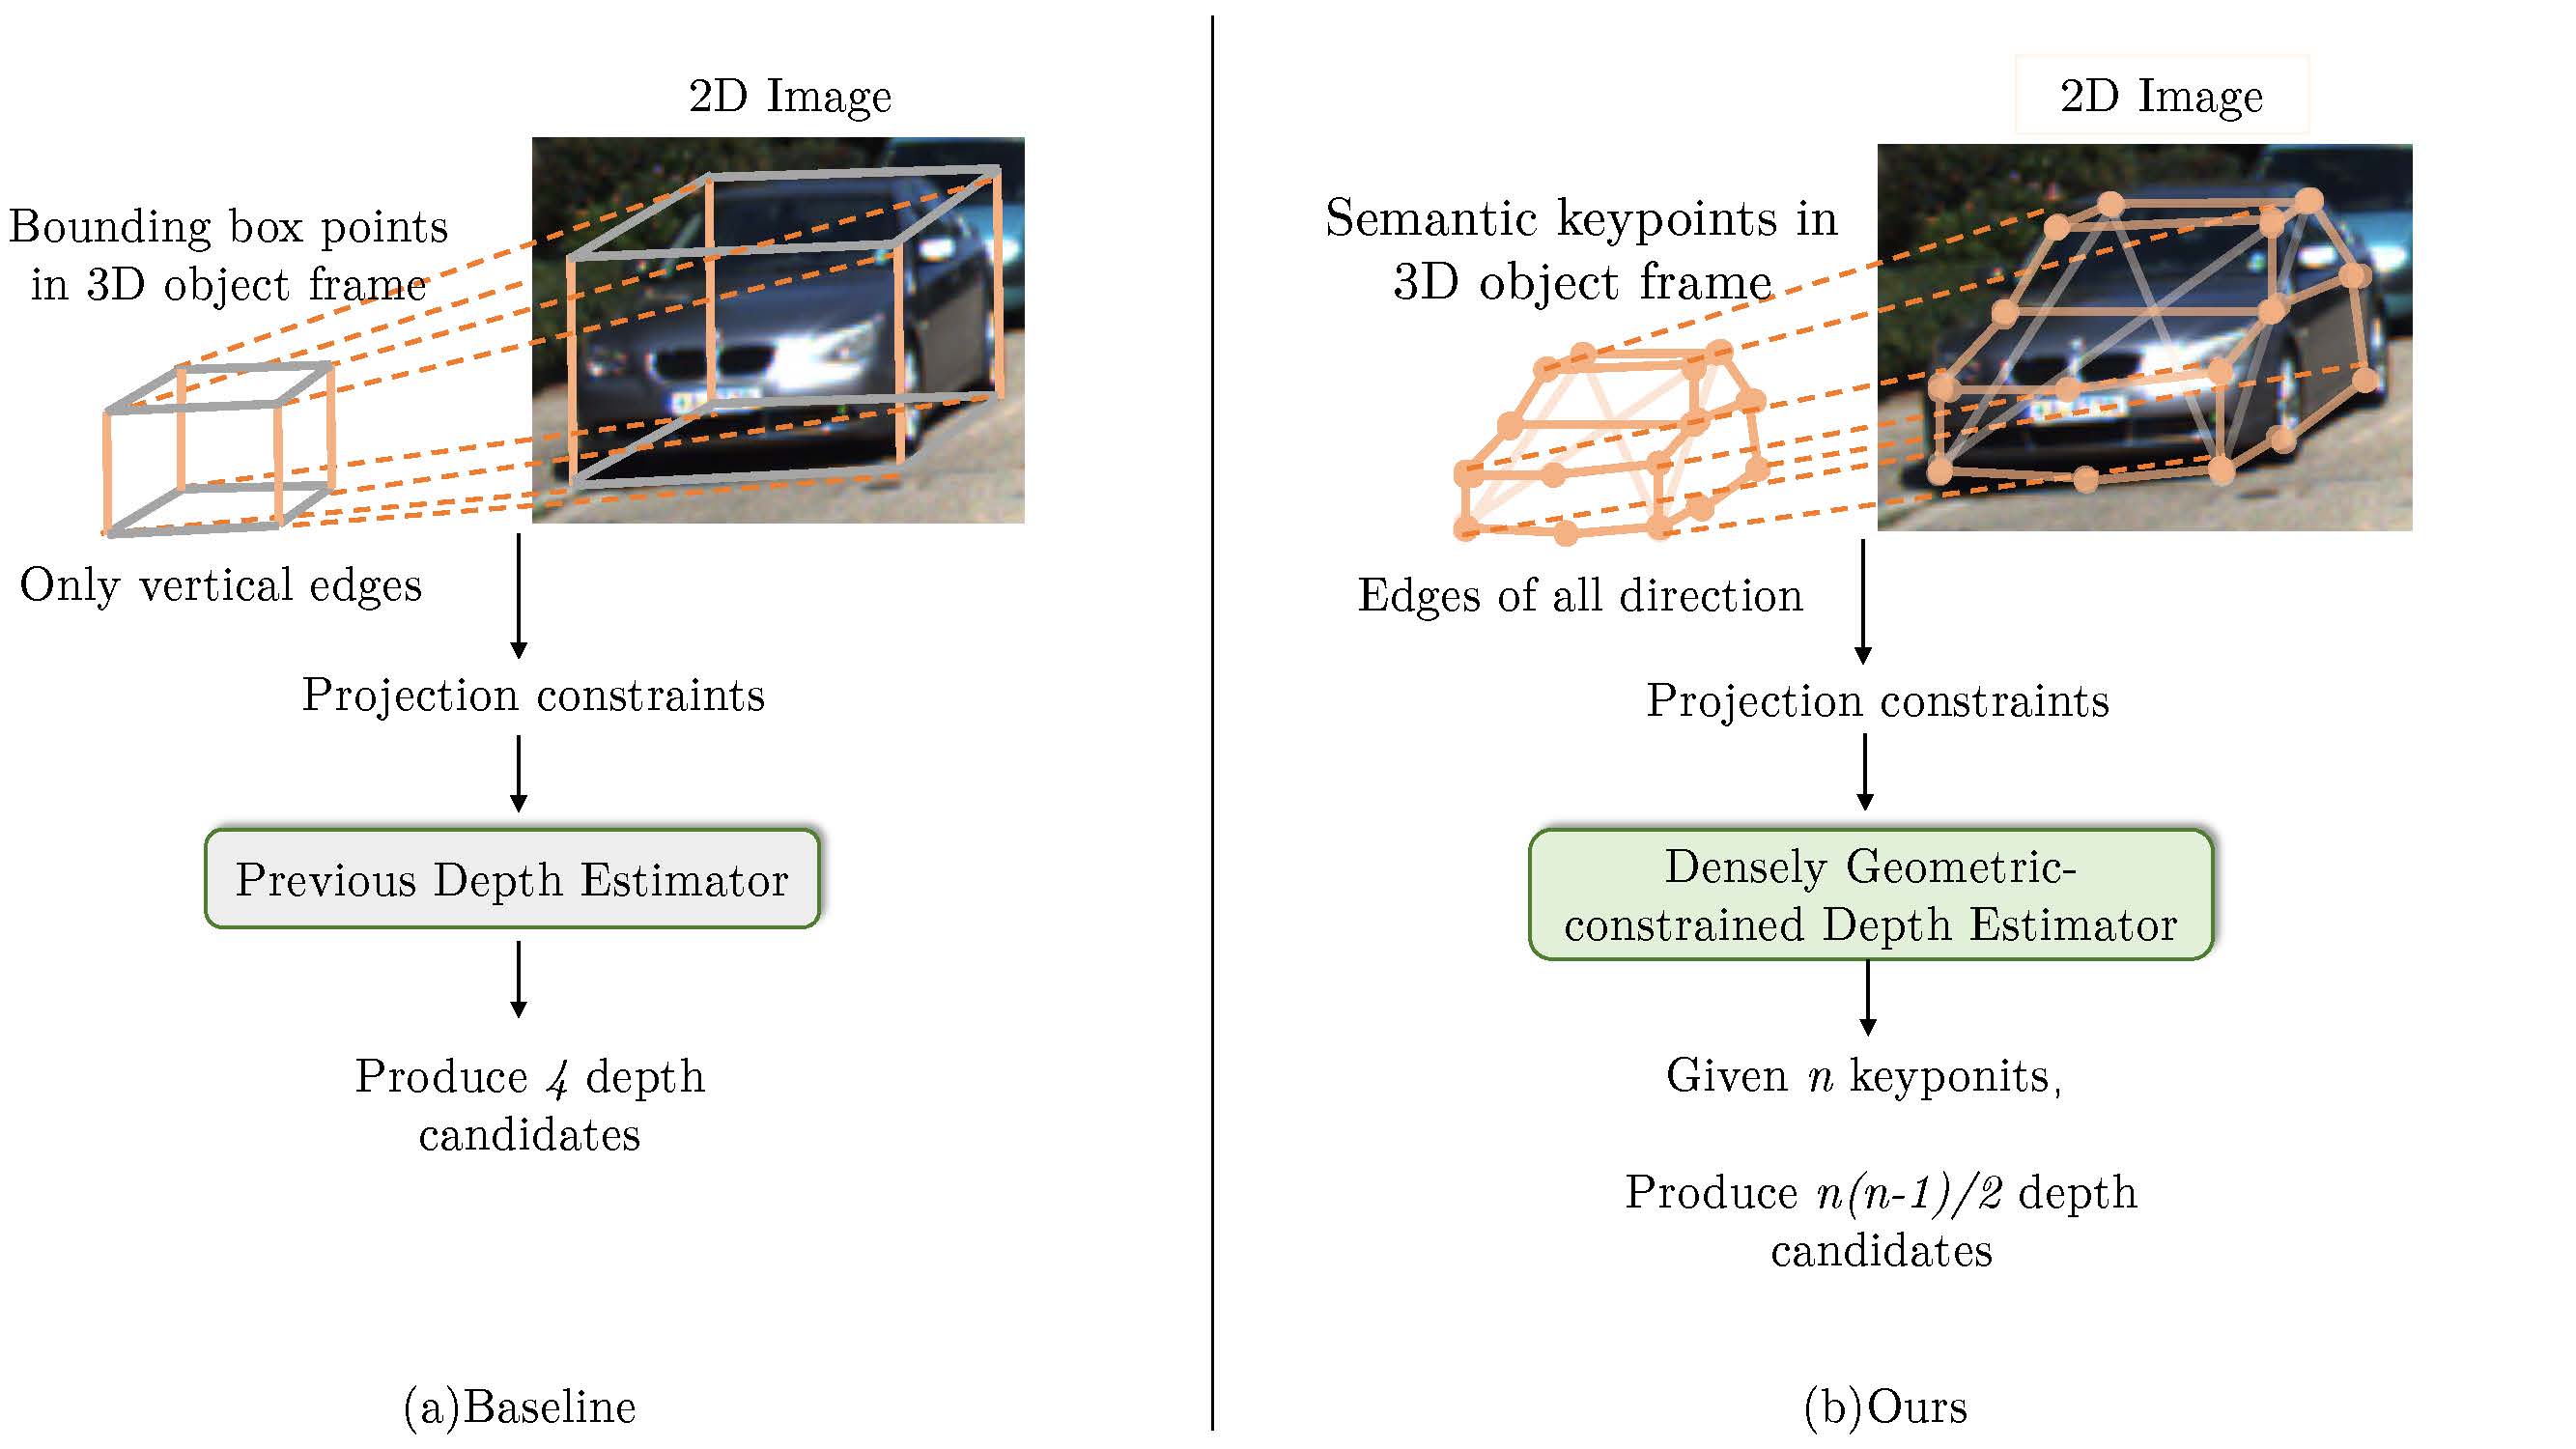 2D Image
Bounding box points
in 3D object frame
Only vertical edges
Projection constraints
Previous Depth Estimator
Produce 4 depth
candidates
(a)Baseline
2D Image
Semantic keypoints in
3D object frame
Edges of all direction
Projection constraints
Densely Geometric-
constrained Depth Estimator
Given n keyponits,
Produce n(n-1)/2 depth
candidates
(b)Ours